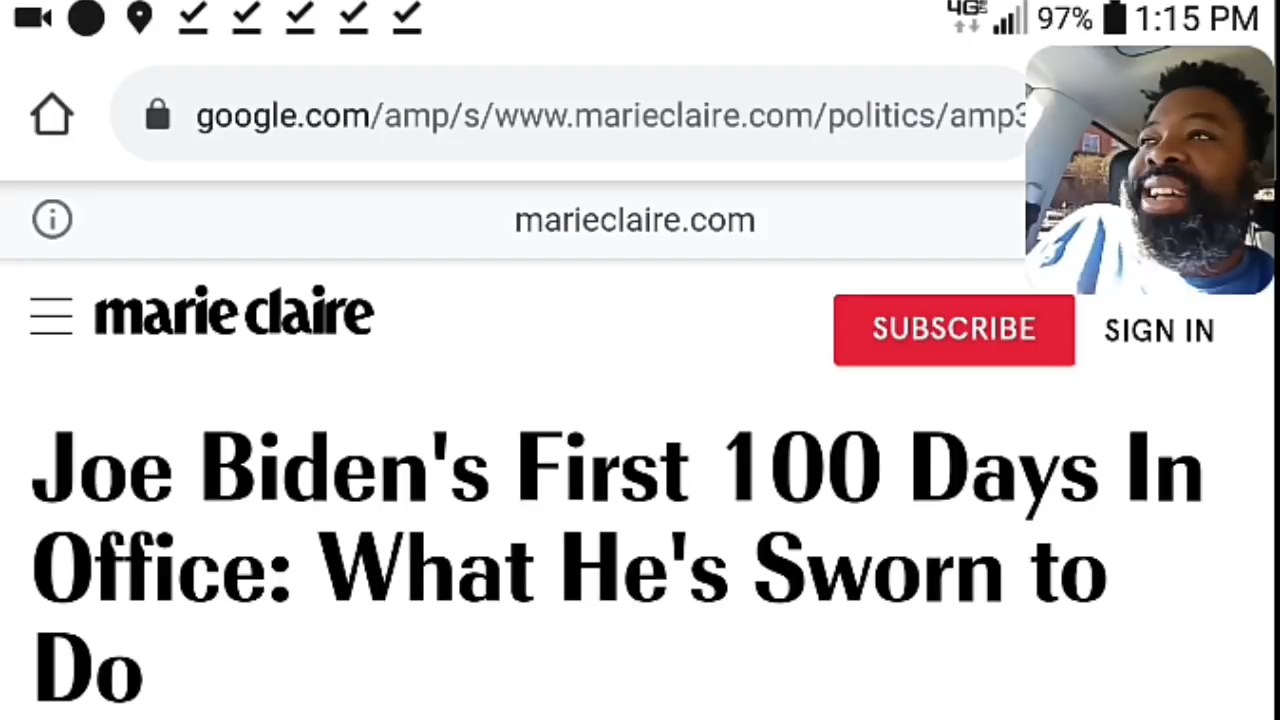 4G 97% 1:15 PM
google.com/amp/s/www.marieclaire.com/politics/amp3
marieclaire.com
marie claire
SUBSCRIBE SIGN IN
Joe Biden's First 100 Days In
Office: What He's Sworn to
Do